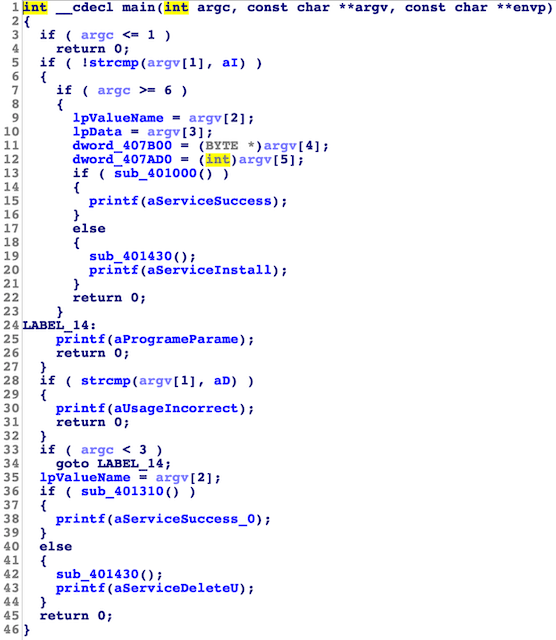 1 int __cdecl main(int argc, const char **argv, const char **envp)
2 {
3   if ( argc <= 1 )
4     return 0;
5   if ( !strcmp(argv[1], aI) )
6   {
7     if ( argc >= 6 )
8     {
9       lpValueName = argv[2];
10       lpData = argv[3];
11       dword_407B00 = (BYTE *)argv[4];
12       dword_407AD0 = (int)argv[5];
13       if ( sub_401000() )
14       {
15         printf(aServiceSuccess);
16       }
17       else
18       {
19         sub_401430();
20         printf(aServiceInstall);
21       }
22       return 0;
23     }
24 LABEL_14:
25     printf(aProgrameParame);
26     return 0;
27   }
28   if ( strcmp(argv[1], aD) )
29   {
30     printf(aUsageIncorrect);
31     return 0;
32   }
33   if ( argc < 3 )
34     goto LABEL_14;
35   lpValueName = argv[2];
36   if ( sub_401310() )
37   {
38     printf(aServiceSuccess_0);
39   }
40   else
41   {
42     sub_401430();
43     printf(aServiceDeleteU);
44   }
45   return 0;
46 }